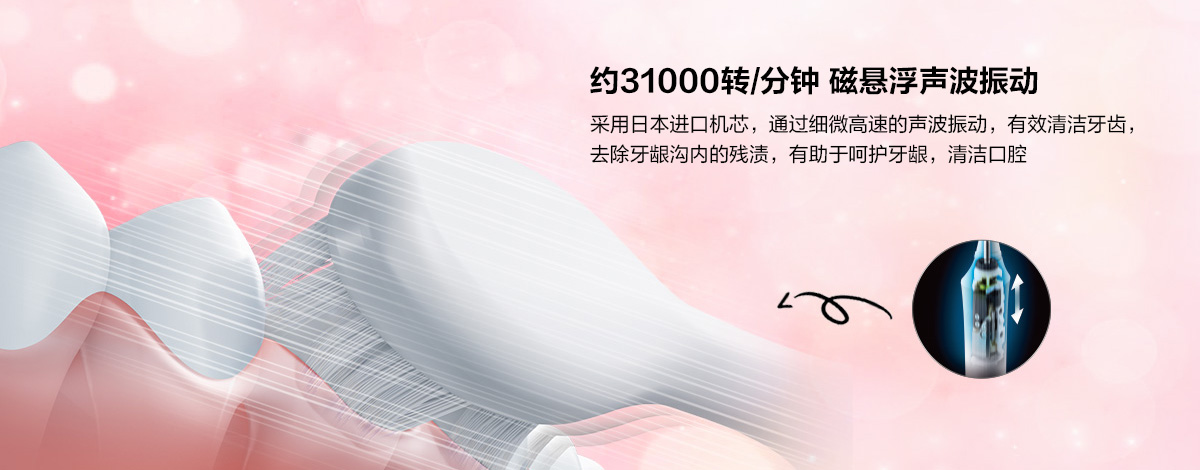 约31000转/分钟 磁悬浮声波振动
采用日本进口机芯，通过细微高速的声波振动，有效清洁牙齿，
去除牙龈沟内的残渍，有助于呵护牙龈，清洁口腔